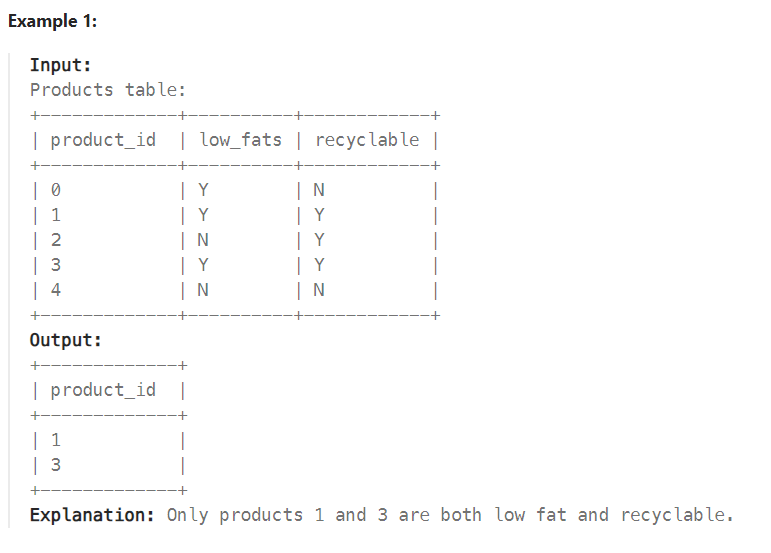 Example 1:
Input:
Products table:
+-------------+----------+------------+
| product_id  | low_fats | recyclable |
+-------------+----------+------------+
| 0           | Y        | N          |
| 1           | Y        | Y          |
| 2           | N        | Y          |
| 3           | Y        | Y          |
| 4           | N        | N          |
+-------------+----------+------------+
Output:
+-------------+
| product_id  |
+-------------+
| 1           |
| 3           |
+-------------+
Explanation: Only products 1 and 3 are both low fat and recyclable.